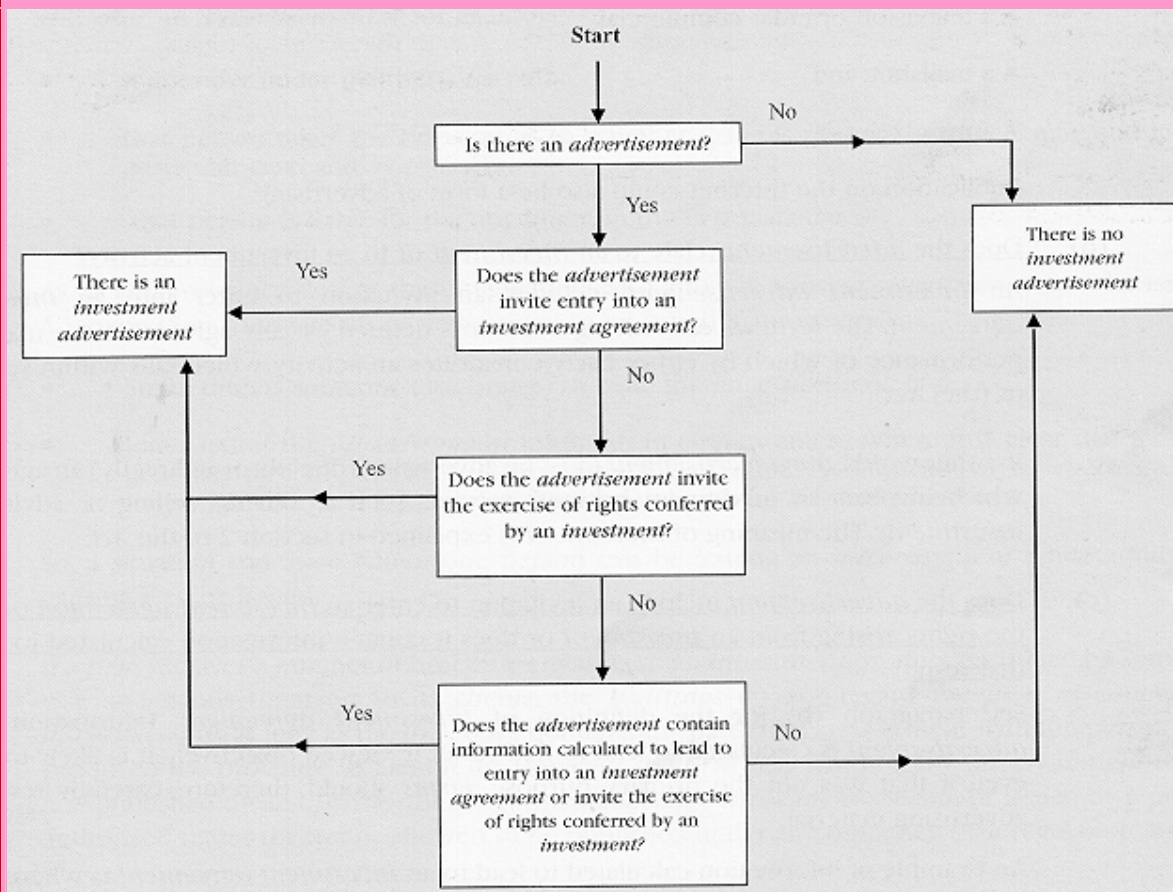 Start
No
Is there an advertisement?
Yes
There is no
investment
advertisement
There is an
investment
advertisement
Yes
Does the advertisement
invite entry into an
investment agreement?
No
Yes
Does the advertisement invite
the exercise of rights conferred
by an investment?
No
Yes
Does the advertisement contain
information calculated to lead to
entry into an investment
agreement or invite the exercise
of rights conferred by an
investment?
No